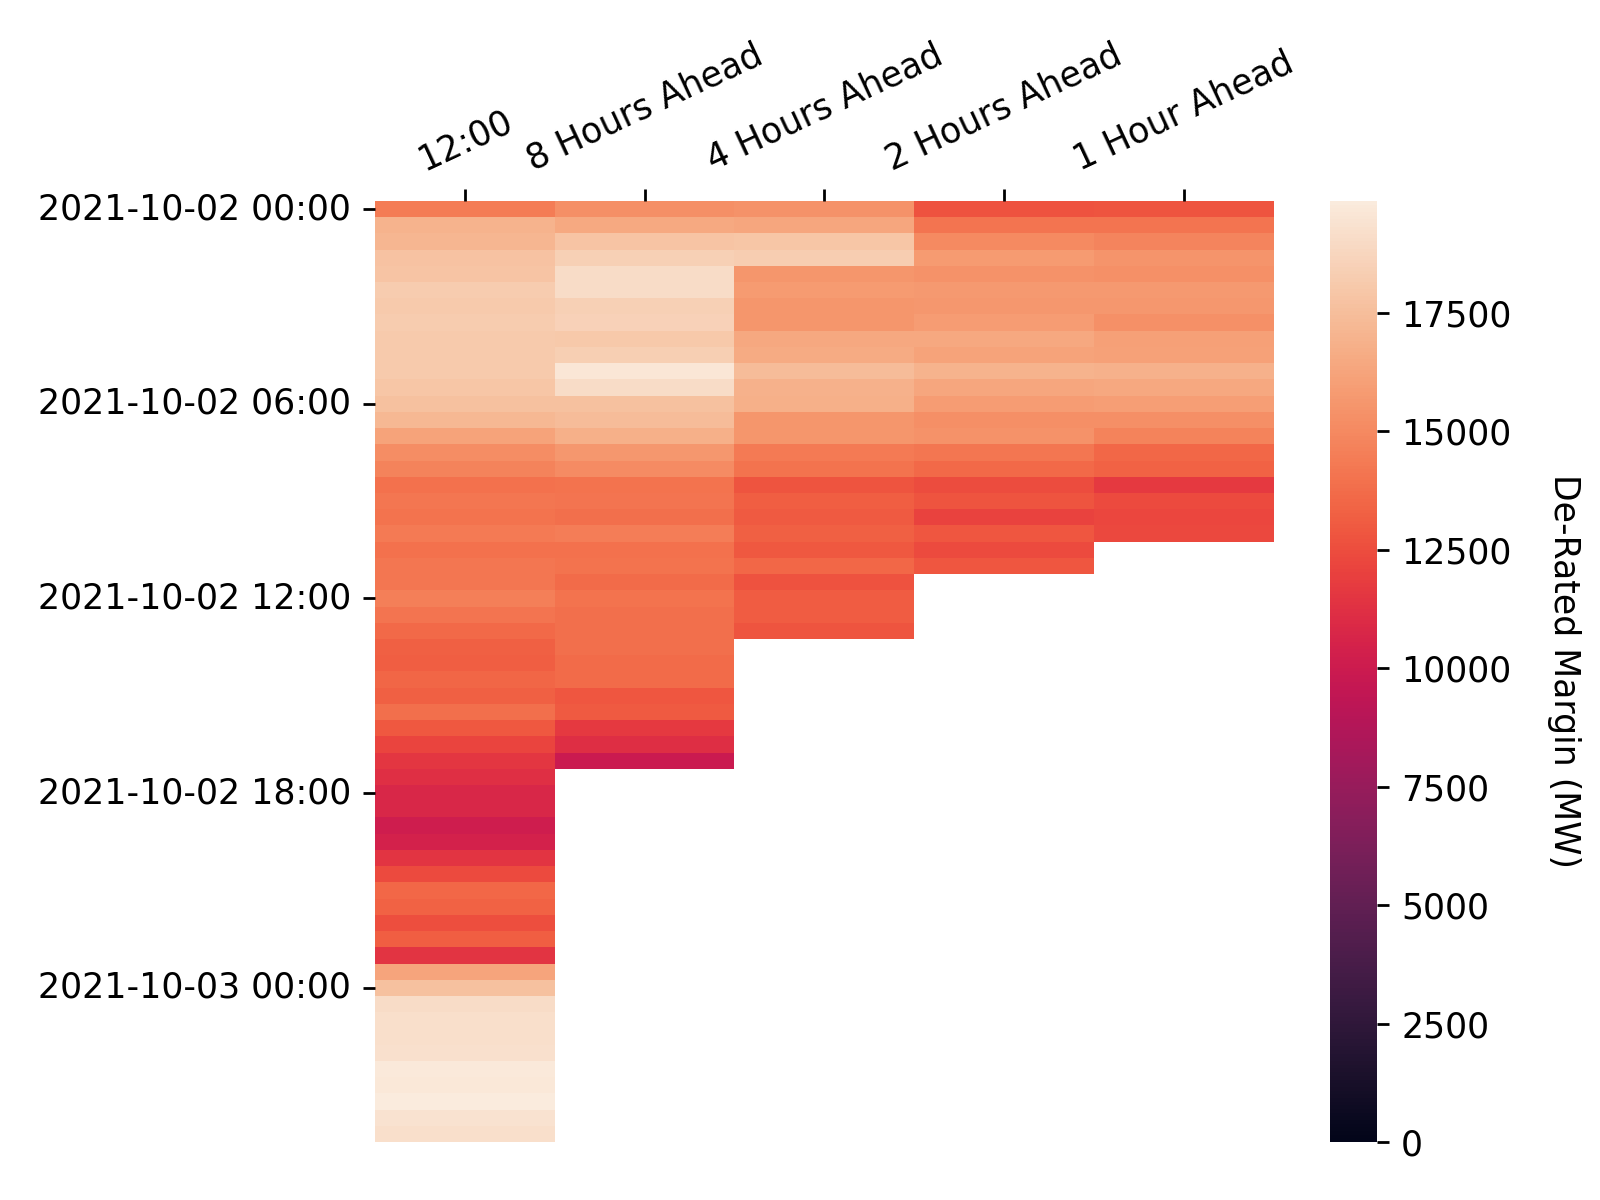 12:00
8 Hours Ahead
4 Hours Ahead
2 Hours Ahead
1 Hour Ahead
2021-10-02 00:00
2021-10-02 06:00
2021-10-02 12:00
2021-10-02 18:00
2021-10-03 00:00
17500
15000
12500
10000
7500
5000
2500
0
De-Rated Margin (MW)